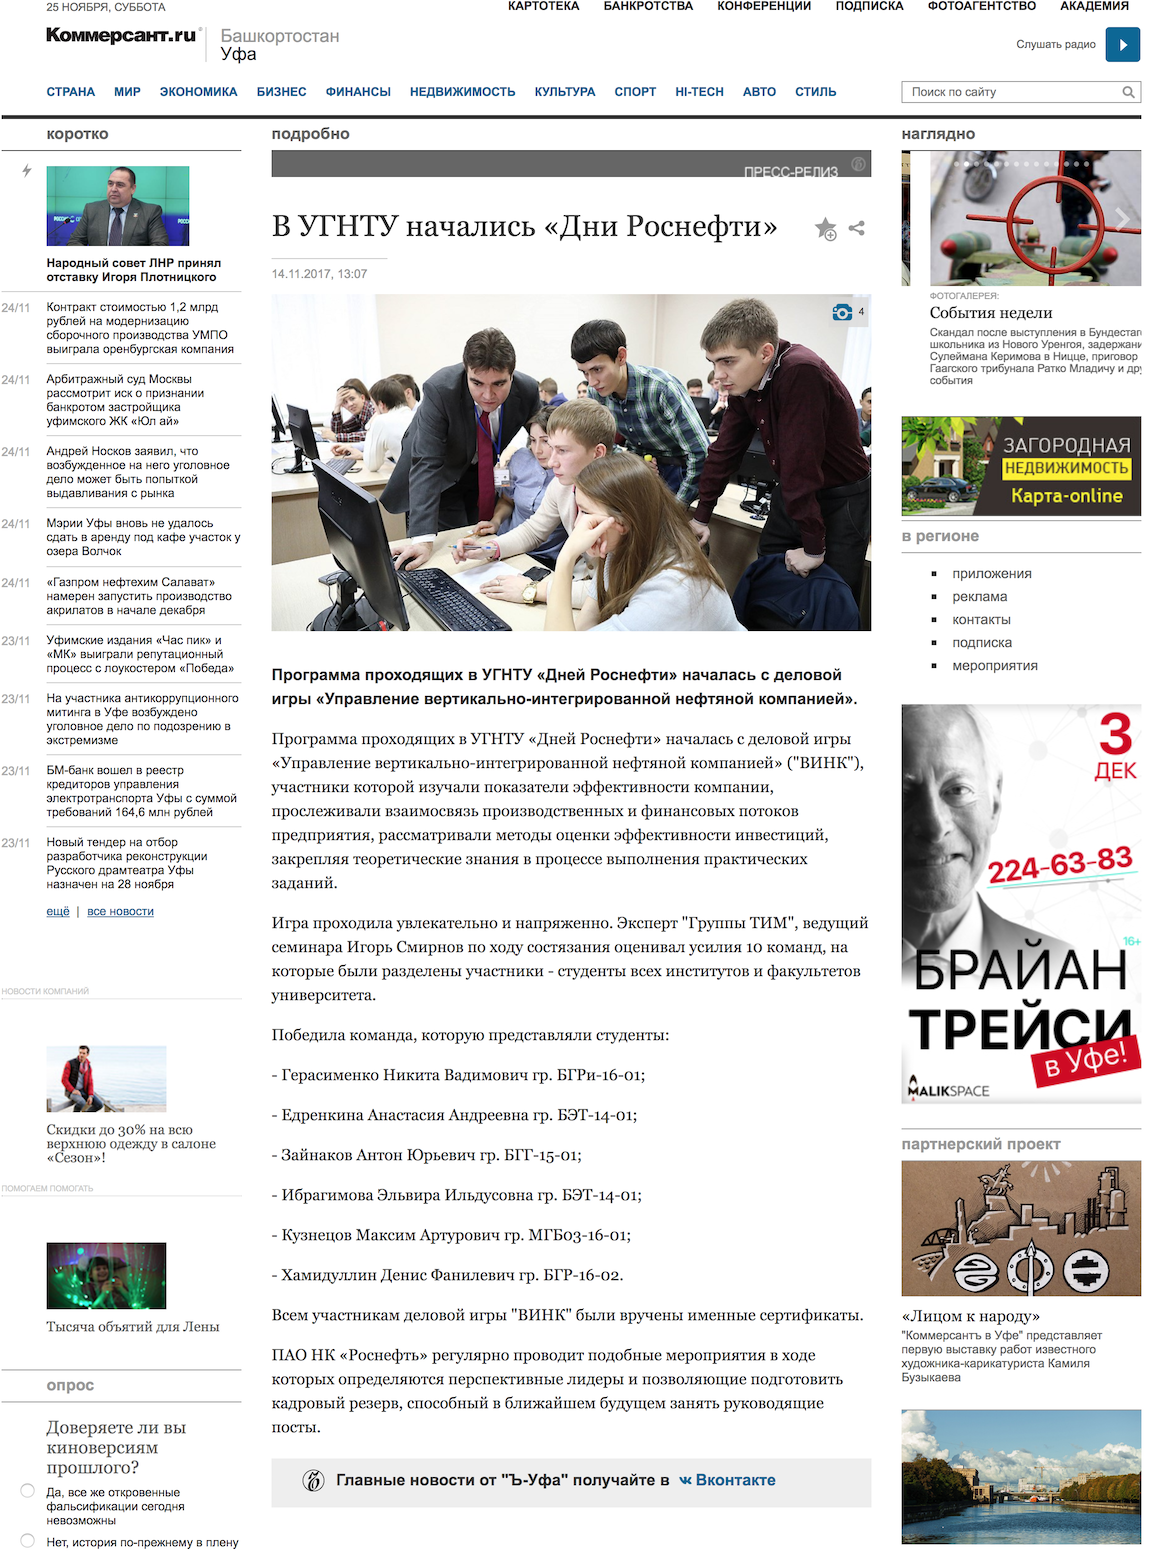 25 НОЯБРЯ, СУББОТА
КАРТОТЕКА БАНКРОТСТВА КОНФЕРЕНЦИИ ПОДПИСКА ФОТОАГЕНТСТВО АКАДЕМИЯ
Коммерсант.ru
Башкортостан
Уфа
Слушать радио
СТРАНА МИР ЭКОНОМИКА БИЗНЕС ФИНАНСЫ НЕДВИЖИМОСТЬ КУЛЬТУРА СПОРТ HI-TECH АВТО СТИЛЬ
Поиск по сайту
коротко
Народный совет ЛНР принял
отставку Игоря Плотницкого
24/11 Контракт стоимостью 1,2 млрд
рублей на модернизацию
сборочного производства УМПО
выиграла оренбургская компания
24/11 Арбитражный суд Москвы
рассмотрит иск о признании
банкротом застройщика
уфимского ЖК «Юл ай»
24/11 Андрей Носков заявил, что
возбужденное на него уголовное
дело может быть попыткой
выдавливания с рынка
24/11 Мэрии Уфы вновь не удалось
сдать в аренду под кафе участок у
озера Волчок
24/11 «Газпром нефтехим Салават»
намерен запустить производство
акрилатов в начале декабря
23/11 Уфимские издания «Час пик» и
«МК» выиграли репутационный
процесс с лоукостером «Победа»
23/11 На участника антикоррупционного
митинга в Уфе возбуждено
уголовное дело по подозрению в
экстремизме
23/11 БМ-банк вошел в реестр
кредиторов управления
электротранспорта Уфы с суммой
требований 164,6 млн рублей
23/11 Новый тендер на отбор
разработчика реконструкции
Русского драмтеатра Уфы
назначен на 28 ноября
ещё | все новости
НОВОСТИ КОМПАНИЙ
Скидки до 30% на всю
верхнюю одежду в салоне
«Сезон»!
ПОМОГАЕМ ПОМОГАТЬ
Тысяча объятий для Лены
опрос
Доверяете ли вы
киноверсиям
прошлого?
Да, все же откровенные
фальсификации сегодня
невозможны
Нет, история по-прежнему в плену
подробно
ПРЕСС-РЕЛИЗ
В УГНТУ начались «Дни Роснефти»
14.11.2017, 13:07
4
Программа проходящих в УГНТУ «Дней Роснефти» началась с деловой
игры «Управление вертикально-интегрированной нефтяной компанией».
Программа проходящих в УГНТУ «Дней Роснефти» началась с деловой игры
«Управление вертикально-интегрированной нефтяной компанией» ("ВИНК"),
участники которой изучали показатели эффективности компании,
прослеживали взаимосвязь производственных и финансовых потоков
предприятия, рассматривали методы оценки эффективности инвестиций,
закрепляя теоретические знания в процессе выполнения практических
заданий.
Игра проходила увлекательно и напряженно. Эксперт "Группы ТИМ", ведущий
семинара Игорь Смирнов по ходу состязания оценивал усилия 10 команд, на
которые были разделены участники - студенты всех институтов и факультетов
университета.
Победила команда, которую представляли студенты:
- Герасименко Никита Вадимович гр. БГРи-16-01;
- Едренкина Анастасия Андреевна гр. БЭТ-14-01;
- Зайнаков Антон Юрьевич гр. БГГ-15-01;
- Ибрагимова Эльвира Ильдусовна гр. БЭТ-14-01;
- Кузнецов Максим Артурович гр. МГБ03-16-01;
- Хамидуллин Денис Фанилевич гр. БГР-16-02.
Всем участникам деловой игры "ВИНК" были вручены именные сертификаты.
ПАО НК «Роснефть» регулярно проводит подобные мероприятия в ходе
которых определяются перспективные лидеры и позволяющие подготовить
кадровый резерв, способный в ближайшем будущем занять руководящие
посты.
Главные новости от "Ъ-Уфа" получайте в Вконтакте
наглядно
ФОТОГАЛЕРЕЯ:
События недели
Скандал после выступления в Бундестаг
школьника из Нового Уренгоя, задержани
Сулеймана Керимова в Ницце, приговор
Гаагского трибунала Ратко Младичу и дру
события
ЗАГОРОДНАЯ
НЕДВИЖИМОСТЬ
Карта-online
в регионе
приложения
реклама
контакты
подписка
мероприятия
3
ДЕК
224-63-83
16+
БРАЙАН
ТРЕЙСИ
в Уфе!
MALIKSPACE
партнерский проект
«Лицом к народу»
"Коммерсантъ в Уфе" представляет
первую выставку работ известного
художника-карикатуриста Камиля
Бузыкаева